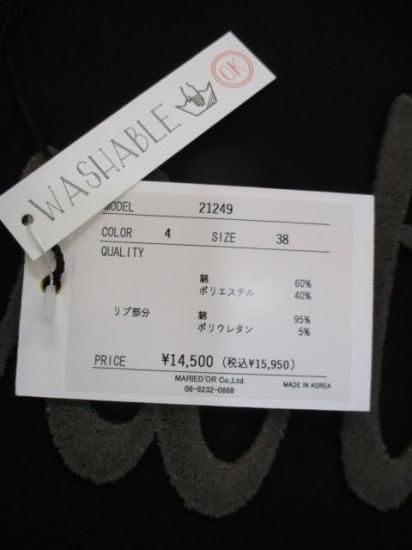 WASHABLE
OK
MODEL 21249
COLOR 4 SIZE 38
QUALITY
綿 60%
ポリエステル 40%
リブ部分 綿 95%
ポリウレタン 5%
PRICE ¥14,500 (税込¥15,950)
MARIED'OR Co.,Ltd.
06-6232-0868
MADE IN KOREA